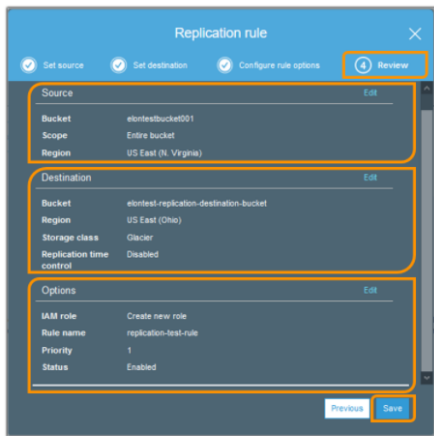 Replication rule
Set source
Set destination
Configure rule options
4 Review
Source Edit
Bucket elontestbucket001
Scope Entire bucket
Region US East (N. Virginia)
Destination Edit
Bucket elontest-replication-destination-bucket
Region US East (Ohio)
Storage class Glacier
Replication time Disabled
control
Options Edit
IAM role Create new role
Rule name replication-test-rule
Priority 1
Status Enabled
Previous Save